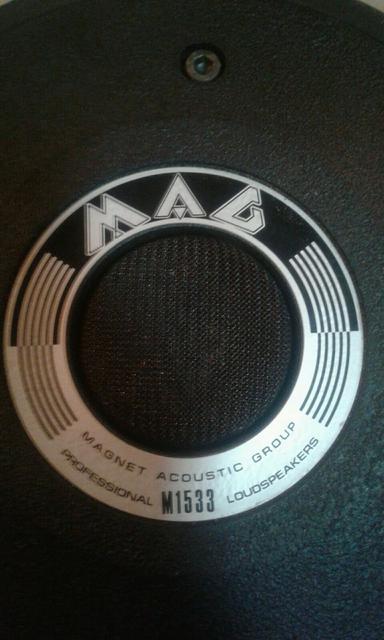 MAG
MAGNET ACOUSTIC GROUP
PROFESSIONAL M1533 LOUDSPEAKERS